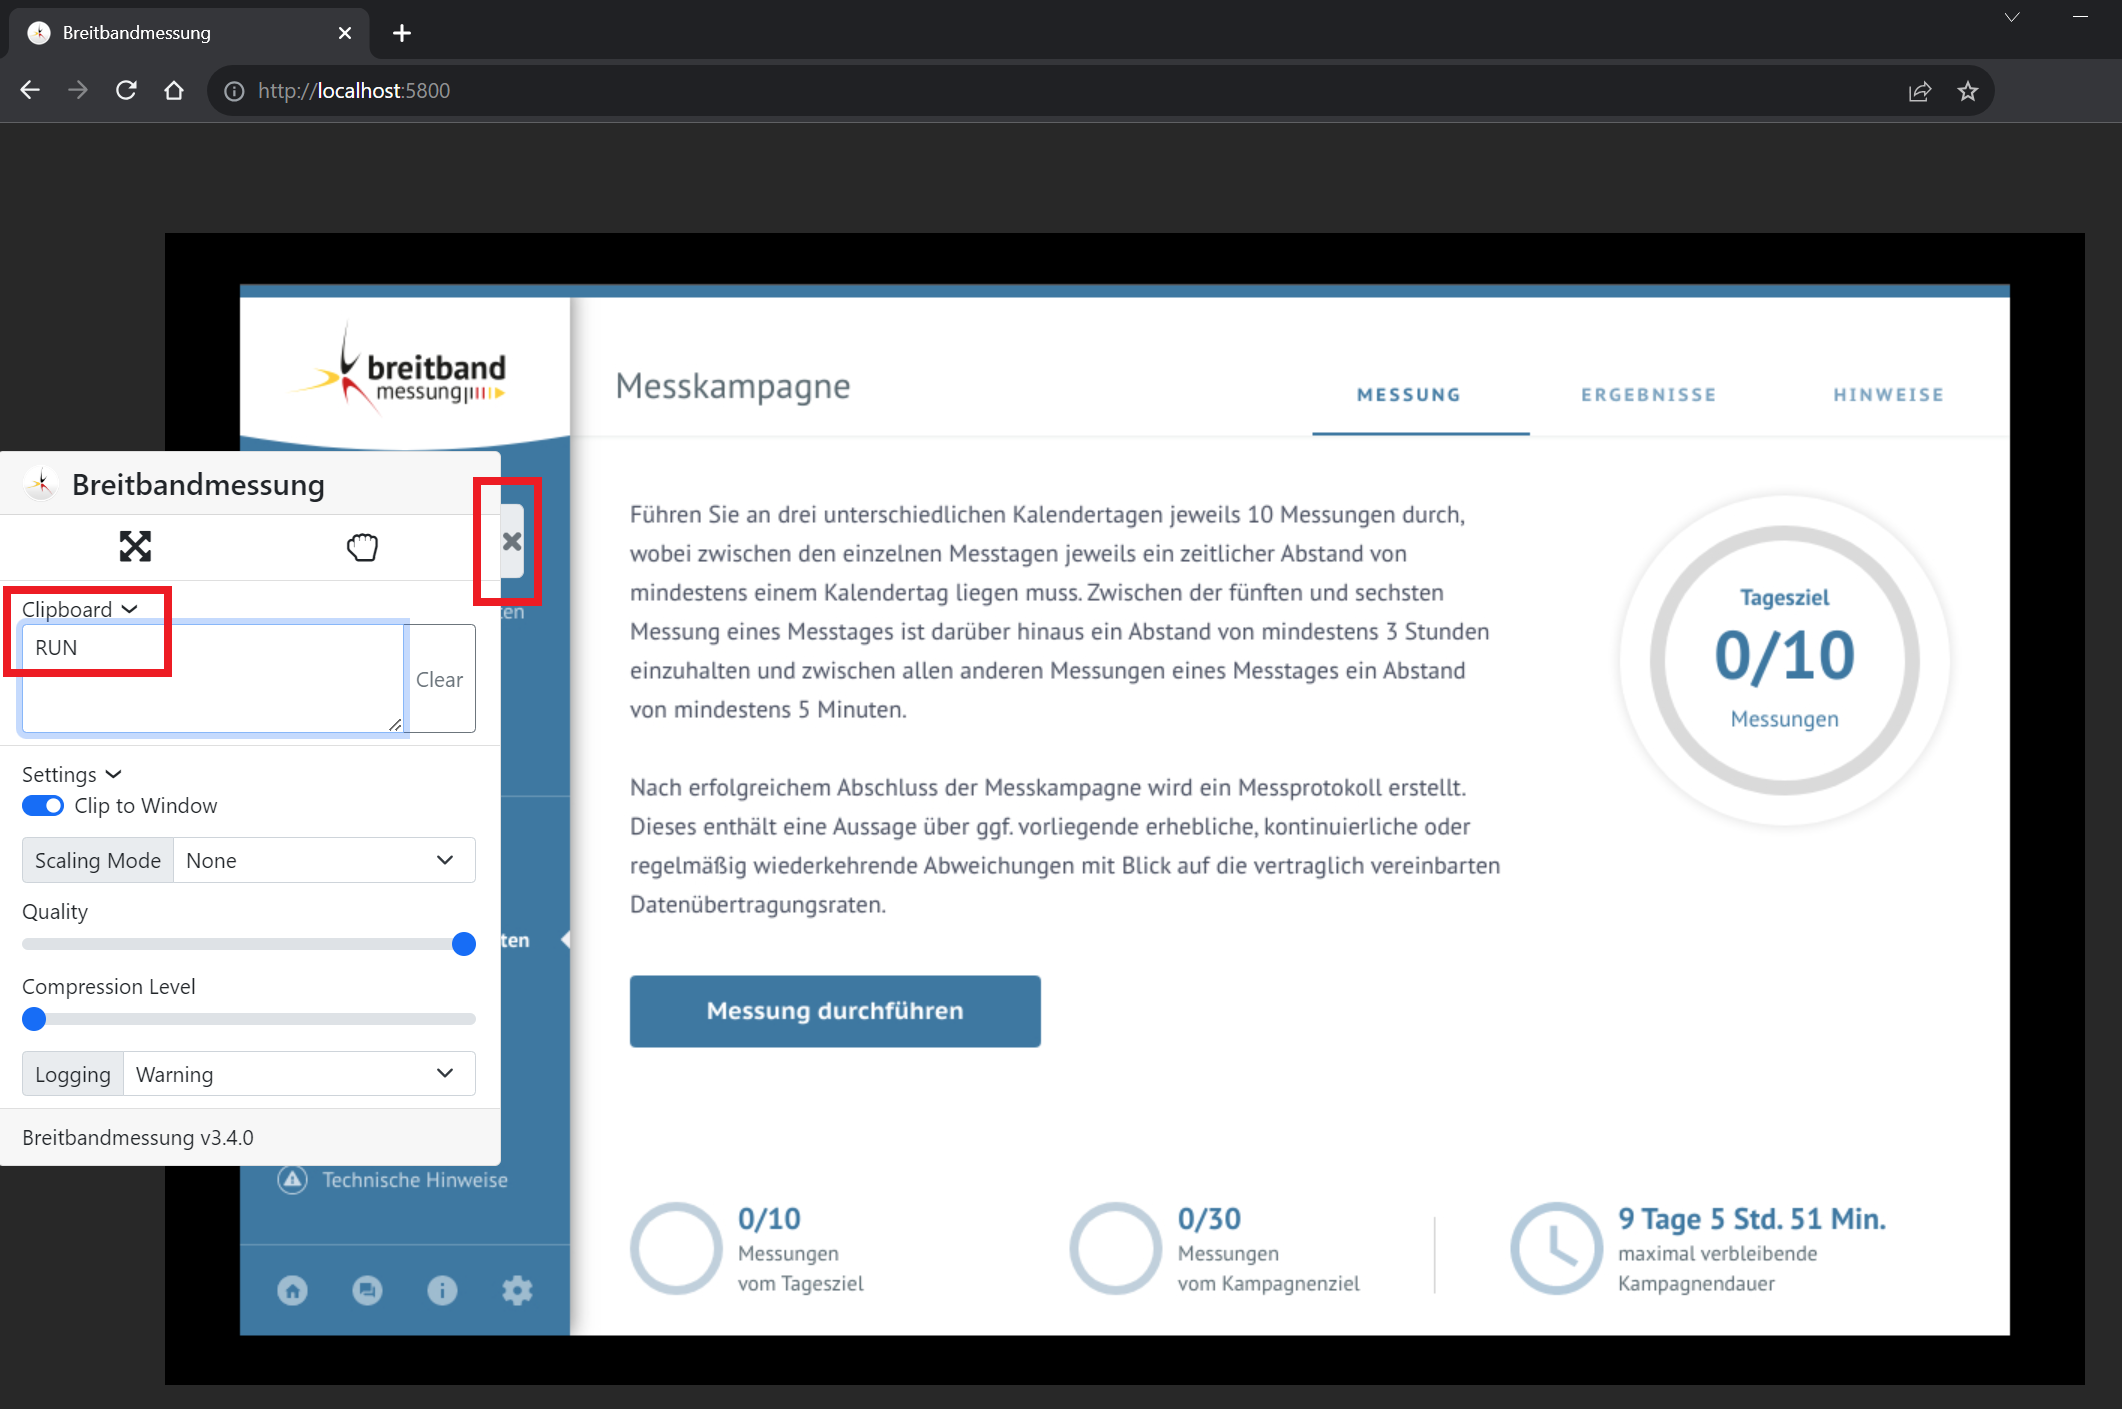 Breitbandmessung
http://localhost:5800
breitband
messung
Messkampagne
MESSUNG
ERGEBNISSE
HINWEISE
Breitbandmessung
Clipboard
RUN
Clear
Settings
Clip to Window
Scaling Mode None
Quality
Compression Level
Logging Warning
Breitbandmessung v3.4.0
ten
ten
Technische Hinweise
Führen Sie an drei unterschiedlichen Kalendertagen jeweils 10 Messungen durch,
wobei zwischen den einzelnen Messtagen jeweils ein zeitlicher Abstand von
mindestens einem Kalendertag liegen muss. Zwischen der fünften und sechsten
Messung eines Messtages ist darüber hinaus ein Abstand von mindestens 3 Stunden
einzuhalten und zwischen allen anderen Messungen eines Messtages ein Abstand
von mindestens 5 Minuten.
Nach erfolgreichem Abschluss der Messkampagne wird ein Messprotokoll erstellt.
Dieses enthält eine Aussage über ggf. vorliegende erhebliche, kontinuierliche oder
regelmäßig wiederkehrende Abweichungen mit Blick auf die vertraglich vereinbarten
Datenübertragungsraten.
Messung durchführen
Tagesziel
0/10
Messungen
0/10
Messungen
vom Tagesziel
0/30
Messungen
vom Kampagnenziel
9 Tage 5 Std. 51 Min.
maximal verbleibende
Kampagnendauer